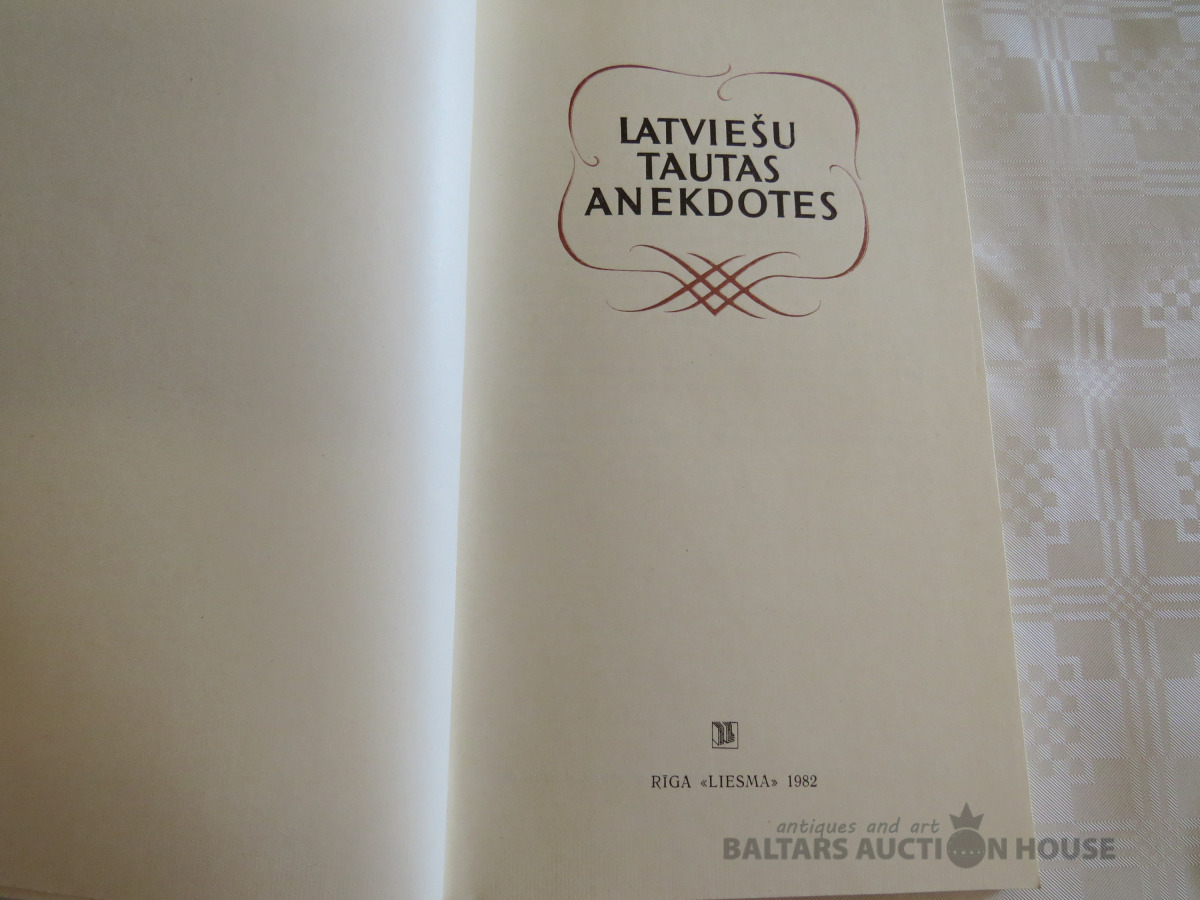 LATVIEŠU
TAUTAS
ANEKDOTES
RĪGA «LIESMA» 1982
antiques and art
BALTARS AUCTION HOUSE